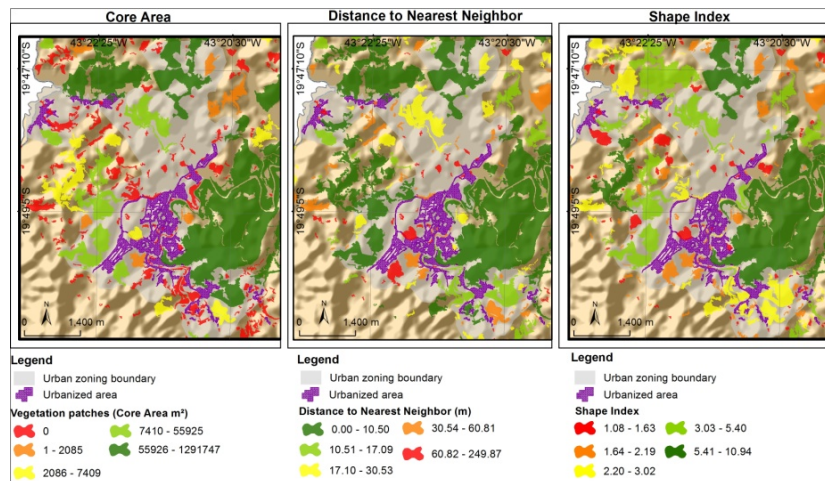 Core Area
43°22'25"W
43°20'30"W
19°47'10"S
19°49'5"S
N
0
1,400 m
Legend
Urban zoning boundary
Urbanized area
Vegetation patches (Core Area m²)
0
1 - 2085
2086 - 7409
7410 - 55925
55926 - 1291747
Distance to Nearest Neighbor
43°22'25"W
43°20'30"W
19°47'10"S
19°49'5"S
N
0
1,400 m
Legend
Urban zoning boundary
Urbanized area
Distance to Nearest Neighbor (m)
0.00 - 10.50
10.51 - 17.09
17.10 - 30.53
30.54 - 60.81
60.82 - 249.87
Shape Index
43°22'25"W
43°20'30"W
19°47'10"S
19°49'5"S
N
0
1,400 m
Legend
Urban zoning boundary
Urbanized area
Shape Index
1.08 - 1.63
1.64 - 2.19
2.20 - 3.02
3.03 - 5.40
5.41 - 10.94